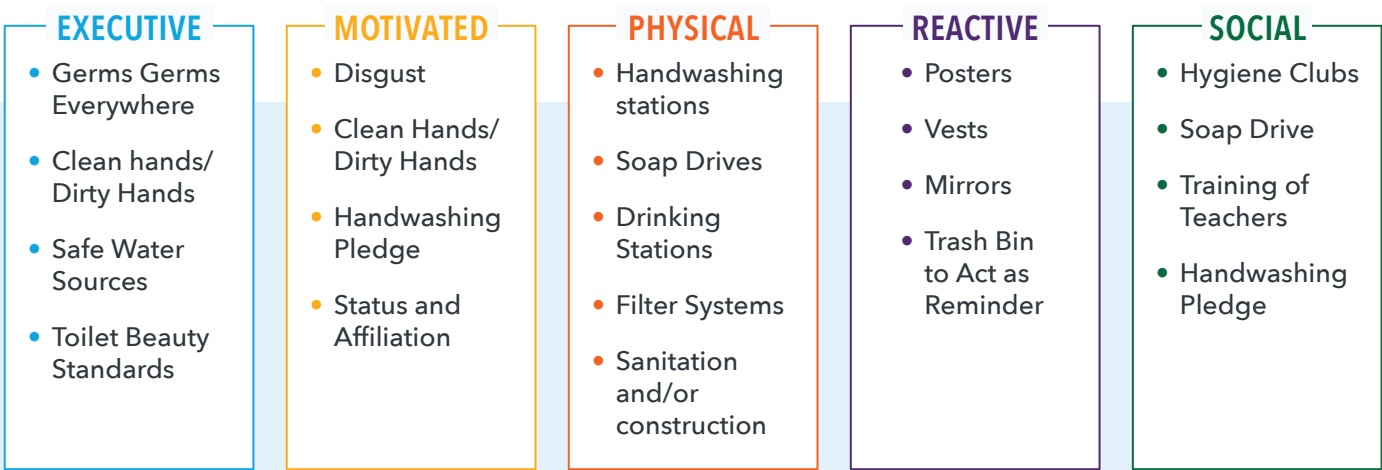 EXECUTIVE
Germs Germs
Everywhere
Clean hands/
Dirty Hands
Safe Water
Sources
Toilet Beauty
Standards
MOTIVATED
Disgust
Clean Hands/
Dirty Hands
Handwashing
Pledge
Status and
Affiliation
PHYSICAL
Handwashing
stations
Soap Drives
Drinking
Stations
Filter Systems
Sanitation
and/or
construction
REACTIVE
Posters
Vests
Mirrors
Trash Bin
to Act as
Reminder
SOCIAL
Hygiene Clubs
Soap Drive
Training of
Teachers
Handwashing
Pledge